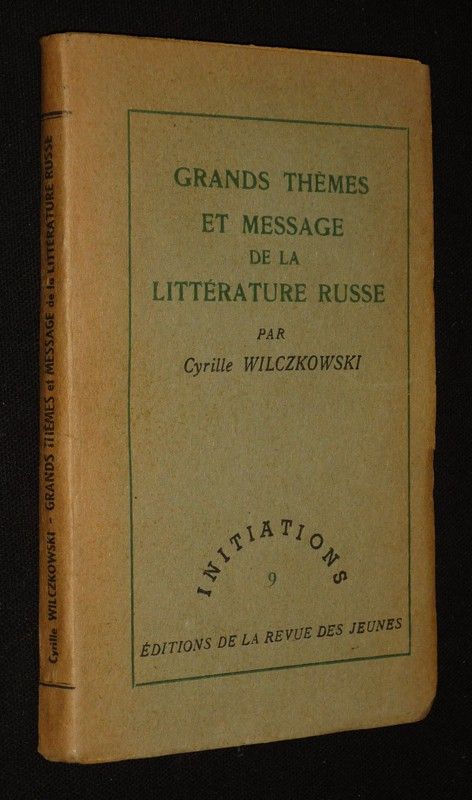 GRANDS THÈMES
ET MESSAGE
DE LA
LITTÉRATURE RUSSE
PAR
Cyrille WILCZKOWSKI
INITIATIONS
9
ÉDITIONS DE LA REVUE DES JEUNES
Cyrille WILCZKOWSKI - GRANDS THÈMES et MESSAGE de la LITTÉRATURE RUSSE